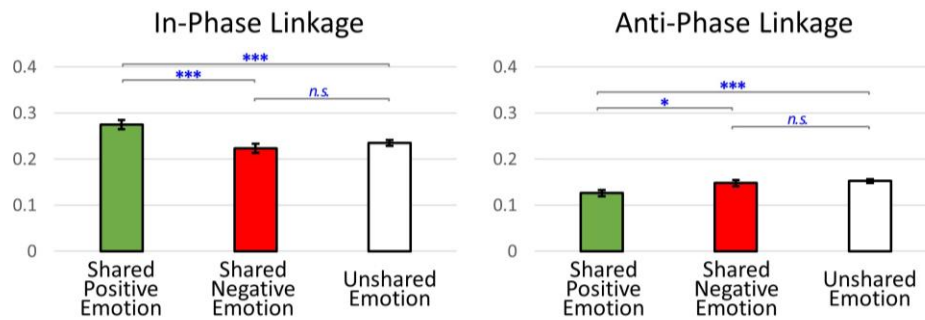 In-Phase Linkage
0.4
0.3
0.2
0.1
0
***
***
n.s.
Shared
Positive
Emotion
Shared
Negative
Emotion
Unshared
Emotion
Anti-Phase Linkage
0.4
0.3
0.2
0.1
0
***
*
n.s.
Shared
Positive
Emotion
Shared
Negative
Emotion
Unshared
Emotion